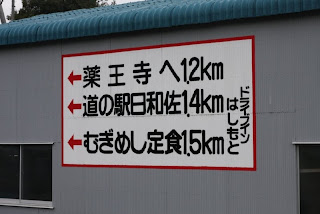 ←薬王寺へ1.2km
←道の駅日和佐1.4km
←むぎめし定食1.5km
ドライブイン
はしもと